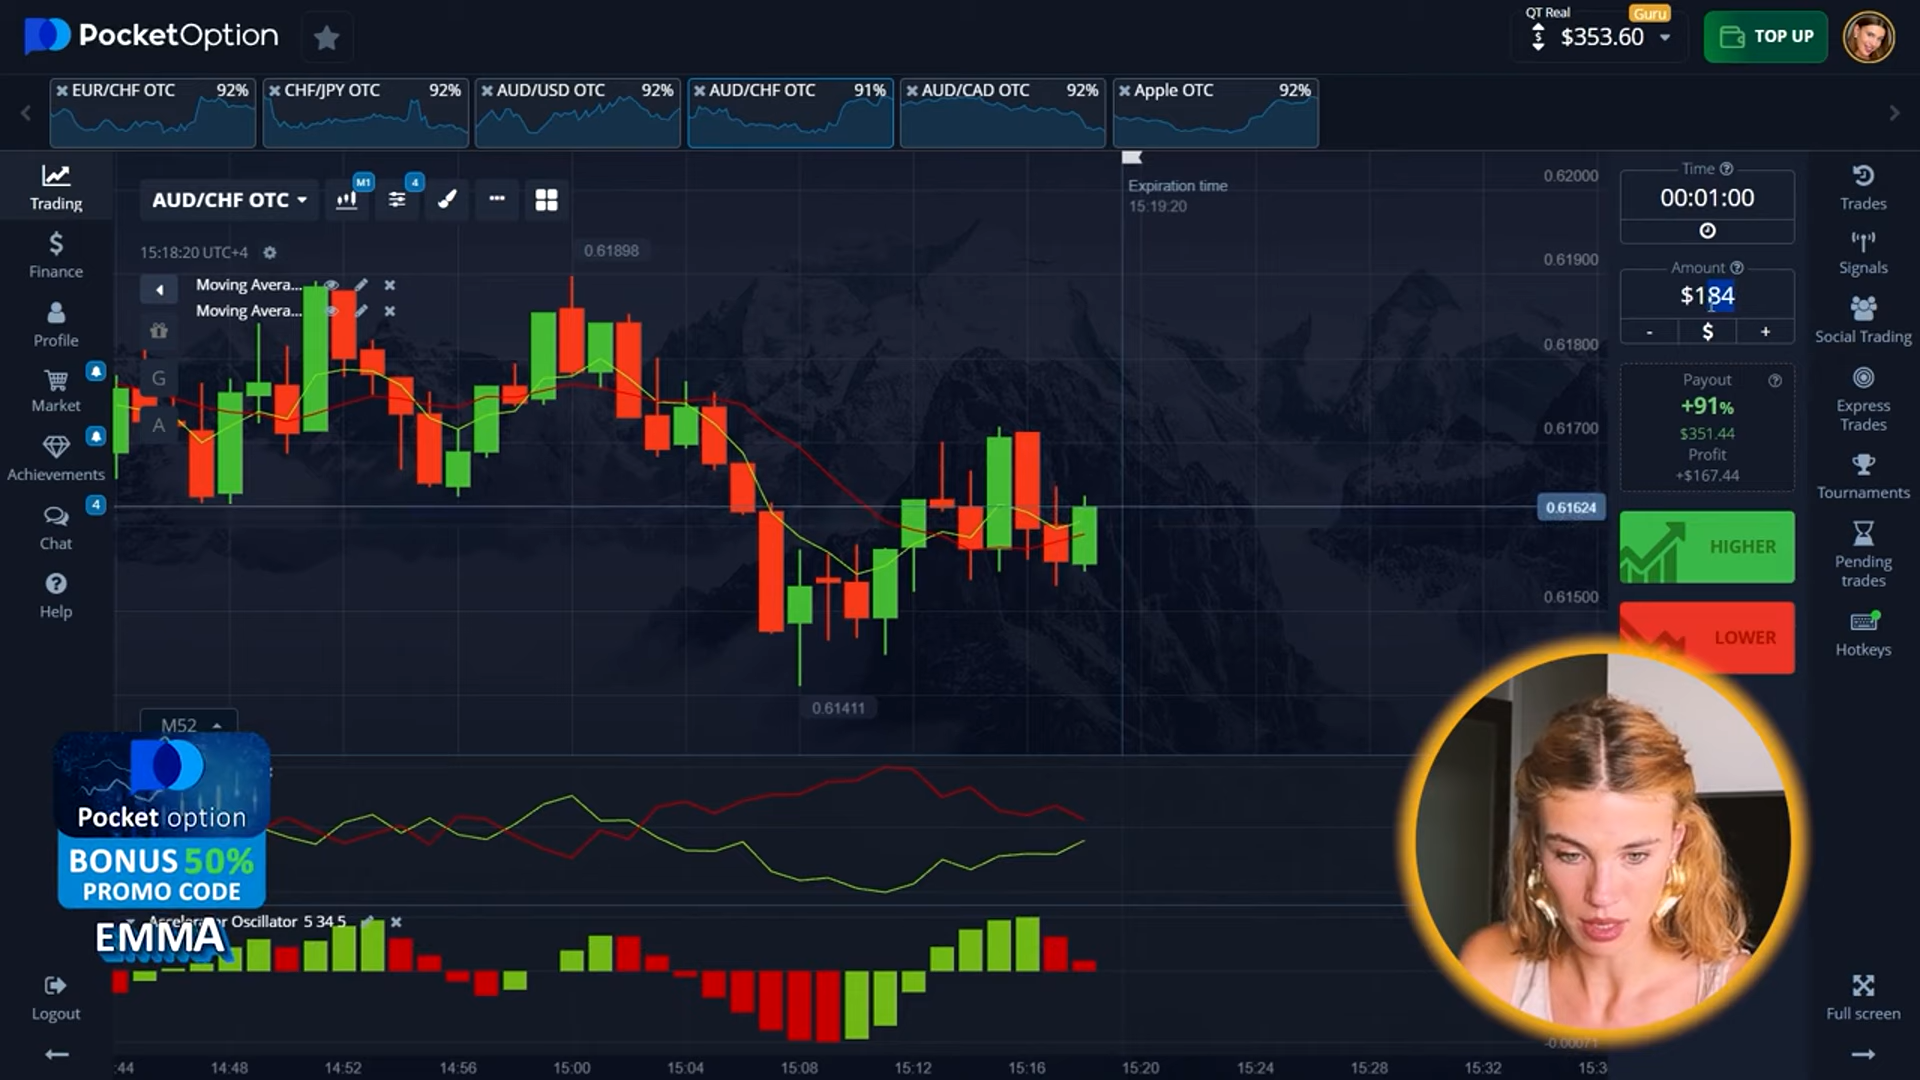 PocketOption
QT Real
Guru
$353.60
TOP UP
EUR/CHF OTC 92%
CHF/JPY OTC 92%
AUD/USD OTC 92%
AUD/CHF OTC 91%
AUD/CAD OTC 92%
Apple OTC 92%
Trading
Finance
Profile
Market
Achievements
4
Chat
Help
Logout
AUD/CHF OTC
M1
4
15:18:20 UTC+4
Moving Avera...
Moving Avera...
G
A
0.61898
0.61411
M52
Expiration time
15:19:20
0.62000
0.61900
0.61800
0.61700
0.61624
0.61500
-0.00071
Time
00:01:00
Amount
$184
- $ +
Payout
+91%
$351.44
Profit
+$167.44
HIGHER
LOWER
Trades
Signals
Social Trading
Express
Trades
Tournaments
Pending
trades
Hotkeys
Full screen
Pocket option
BONUS 50%
PROMO CODE
EMMA
Oscillator 5 34 5
:44 14:48 14:52 14:56 15:00 15:04 15:08 15:12 15:16 15:20 15:24 15:28 15:32 15:3